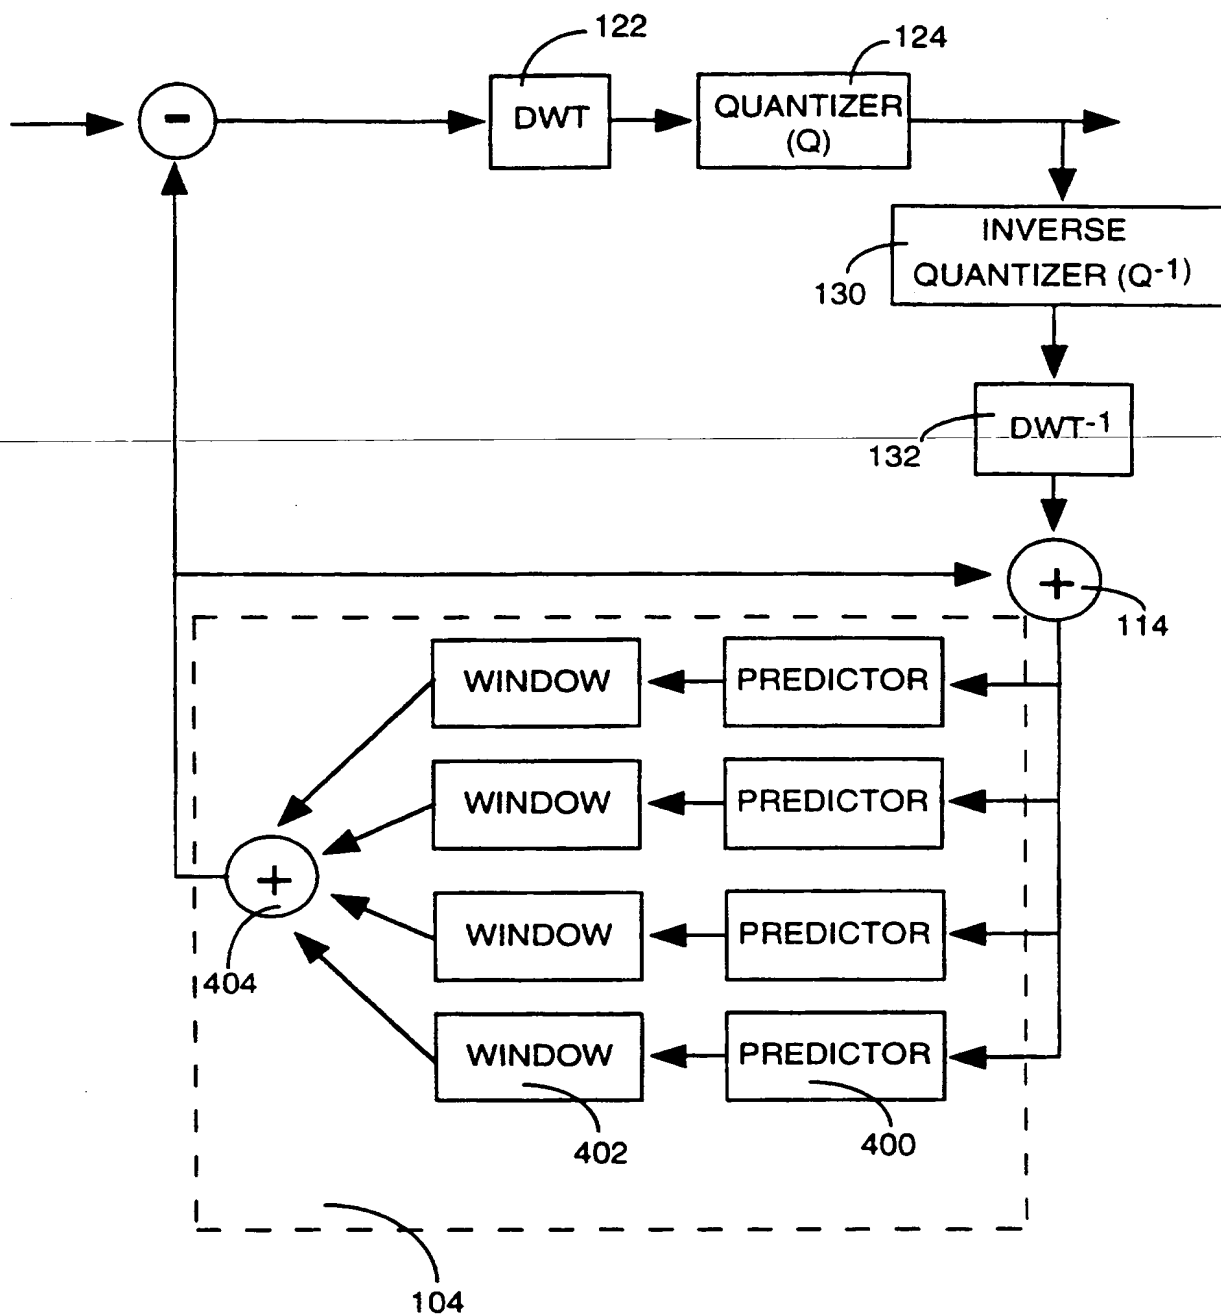 122
124
-
DWT
QUANTIZER
(Q)
INVERSE
QUANTIZER (Q-1)
130
DWT-1
132
+
114
WINDOW
PREDICTOR
WINDOW
PREDICTOR
+
WINDOW
PREDICTOR
404
WINDOW
PREDICTOR
402
400
104